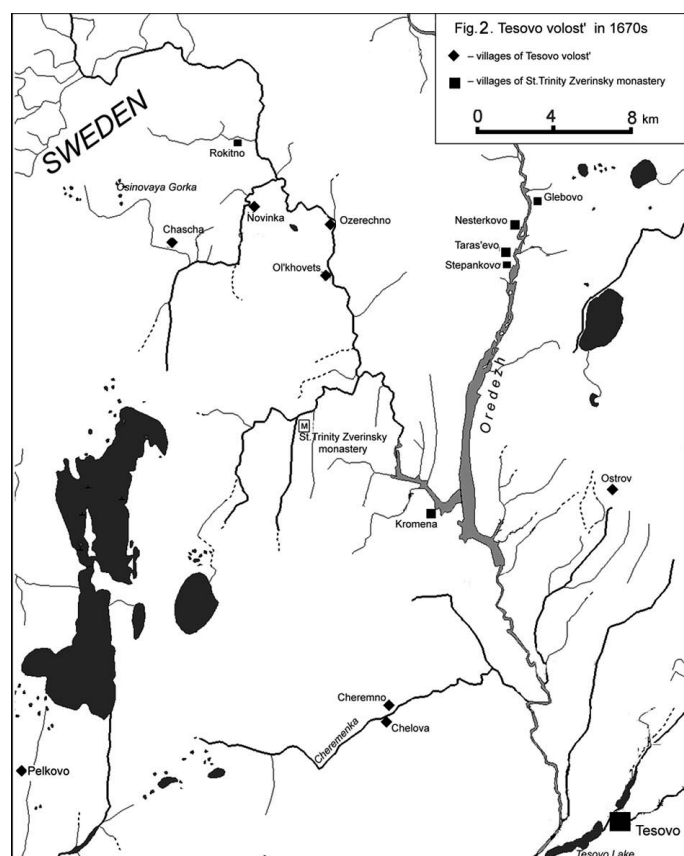 Fig.2. Tesovo volost' in 1670s
– villages of Tesovo volost'
– villages of St.Trinity Zverinsky monastery
0 4 8 km
SWEDEN
Rokitno
Osinovaya Gorka
Glebovo
Novinka
Nesterkovo
Ozerechno
Chascha
Taras'evo
Stepankovo
Ol'khovets
Oredezh
M
St.Trinity Zverinsky
monastery
Ostrov
Kromena
Cheremno
Chelova
Cheremenka
Pelkovo
Tesovo
Tesovo Lake